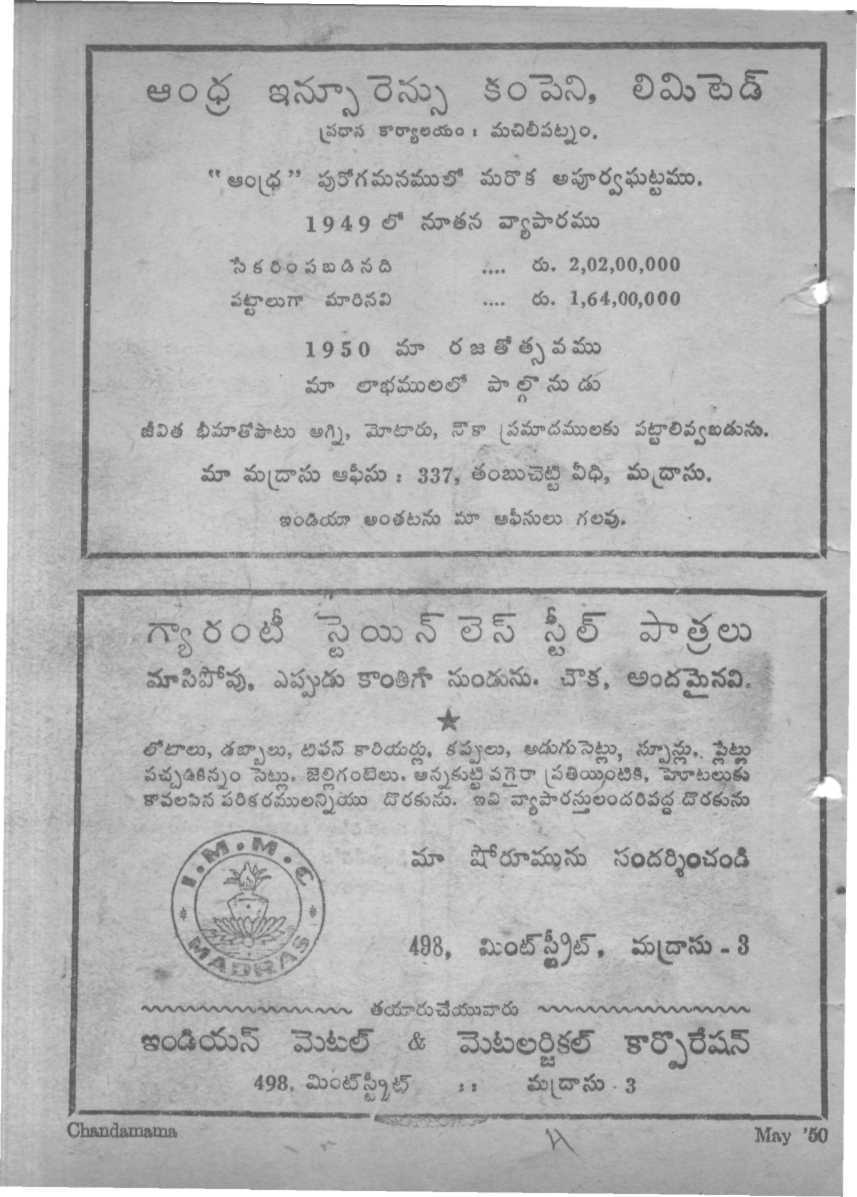 ఆంధ్ర ఇన్సూరెన్సు కంపెని, లిమిటెడ్
ప్రధాన కార్యాలయం : మచిలీపట్నం.
"ఆంధ్ర" పురోగమనములో మరొక అపూర్వఘట్టము.
1949 లో నూతన వ్యాపారము
సేకరింపబడినది .... రు. 2,02,00,000
పట్టాలుగా మారినవి .... రు. 1,64,00,000
1950 మా రజతోత్సవము
మా లాభములలో పాల్గొనుడు
జీవిత భీమాతోపాటు అగ్ని, మోటారు, నౌకా ప్రమాదములకు పట్టాలివ్వబడును.
మా మద్రాసు ఆఫీసు : 337, తంబుచెట్టి వీధి, మద్రాసు.
ఇండియా అంతటను మా ఆఫీసులు గలవు.
గ్యారంటీ స్టెయిన్ లెస్ స్టీల్ పాత్రలు
మాసిపోవు, ఎప్పుడు కాంతిగా నుండును. చౌక, అందమైనవి.
లోటాలు, డబ్బాలు, టిఫన్ కారియర్లు, కప్పులు, అడుగుసెట్లు, స్పూన్లు, ప్లేట్లు
పచ్చడికిన్నం సెట్లు. జెల్లిగంటెలు. అన్నకుట్టి వగైరా ప్రతియింటికి, హొటల్లుకు
కావలసిన పరికరములన్నియు దొరకును. ఇవి వ్యాపారస్తులందరివద్ద దొరకును
I.M.M.C
MADRAS
మా షోరూమును సందర్శించండి
498, మింట్‌స్ట్రీట్, మద్రాసు - 3
తయారుచేయువారు
ఇండియన్ మెటల్ & మెటలర్జికల్ కార్పొరేషన్
498, మింట్‌స్ట్రీట్ :: మద్రాసు - 3
Chandamama May '50